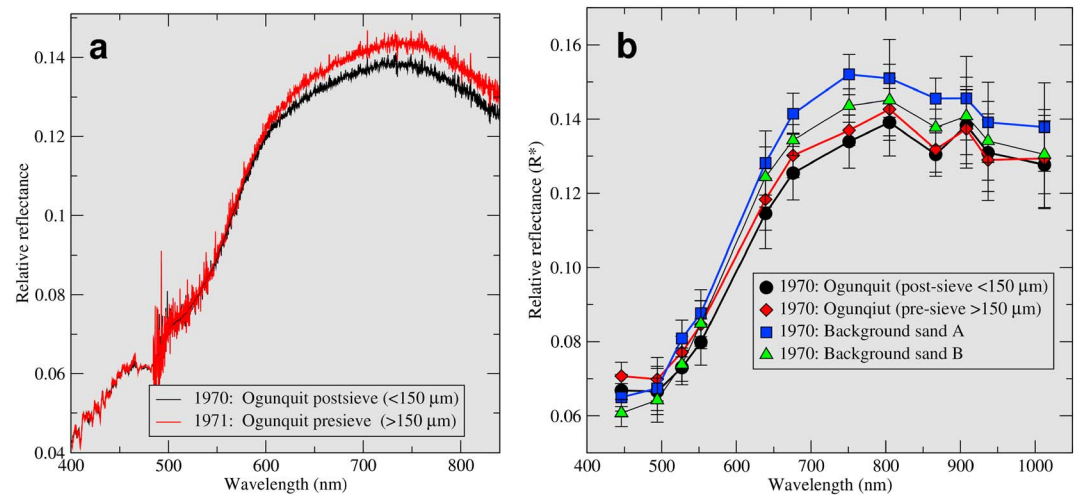 a
0.14
0.12
0.1
0.08
0.06
0.04
Relative reflectance
1970: Ogunquit postsieve (<150 µm)
1971: Ogunquit presieve (>150 µm)
400 500 600 700 800
Wavelength (nm)
b
0.16
0.14
0.12
0.10
0.08
0.06
Relative reflectance (R*)
1970: Ogunquit (post-sieve <150 µm)
1970: Ogunqiut (pre-sieve >150 µm)
1970: Background sand A
1970: Background sand B
400 500 600 700 800 900 1000
Wavelength (nm)